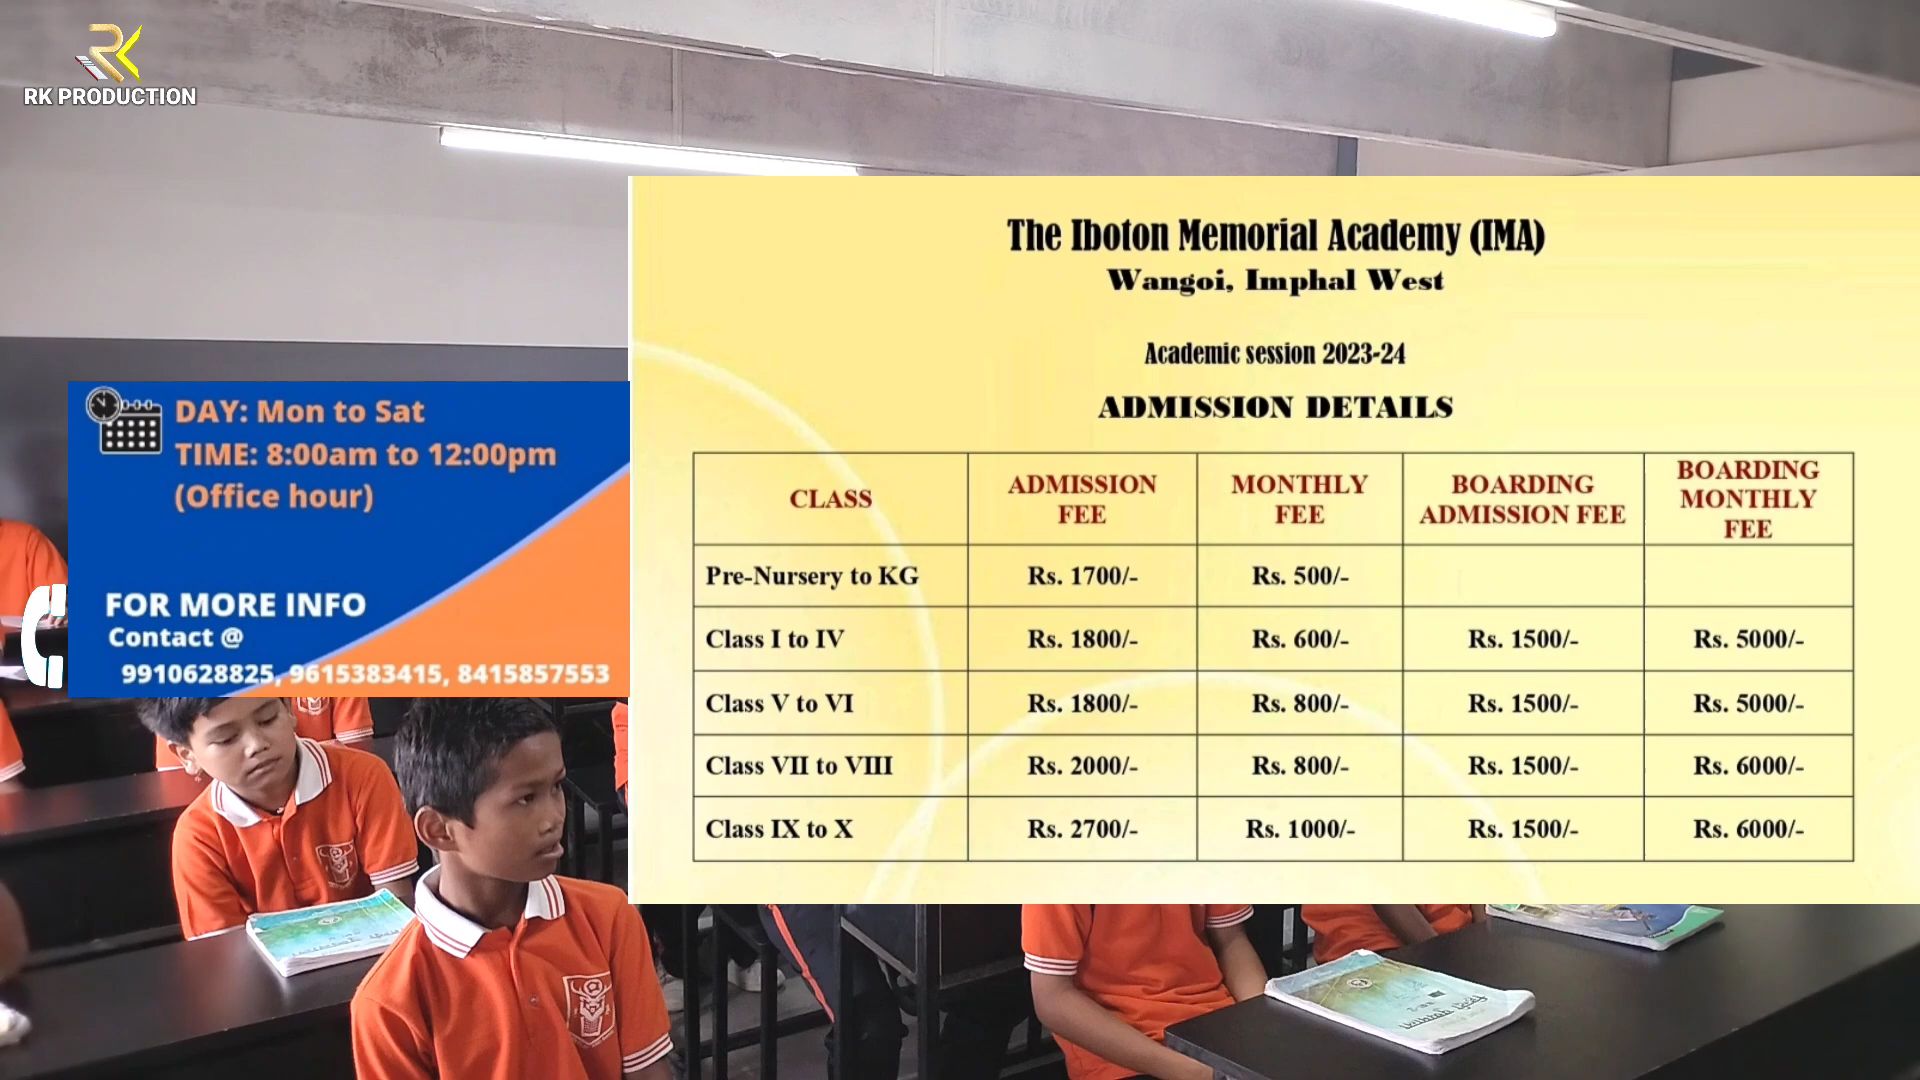 RK PRODUCTION
The Iboton Memorial Academy (IMA)
Wangoi, Imphal West
Academic session 2023-24
ADMISSION DETAILS
CLASS ADMISSION FEE MONTHLY FEE BOARDING ADMISSION FEE BOARDING MONTHLY FEE
Pre-Nursery to KG Rs. 1700/- Rs. 500/-
Class I to IV Rs. 1800/- Rs. 600/- Rs. 1500/- Rs. 5000/-
Class V to VI Rs. 1800/- Rs. 800/- Rs. 1500/- Rs. 5000/-
Class VII to VIII Rs. 2000/- Rs. 800/- Rs. 1500/- Rs. 6000/-
Class IX to X Rs. 2700/- Rs. 1000/- Rs. 1500/- Rs. 6000/-
DAY: Mon to Sat
TIME: 8:00am to 12:00pm
(Office hour)
FOR MORE INFO
Contact @
9910628825, 9615383415, 8415857553